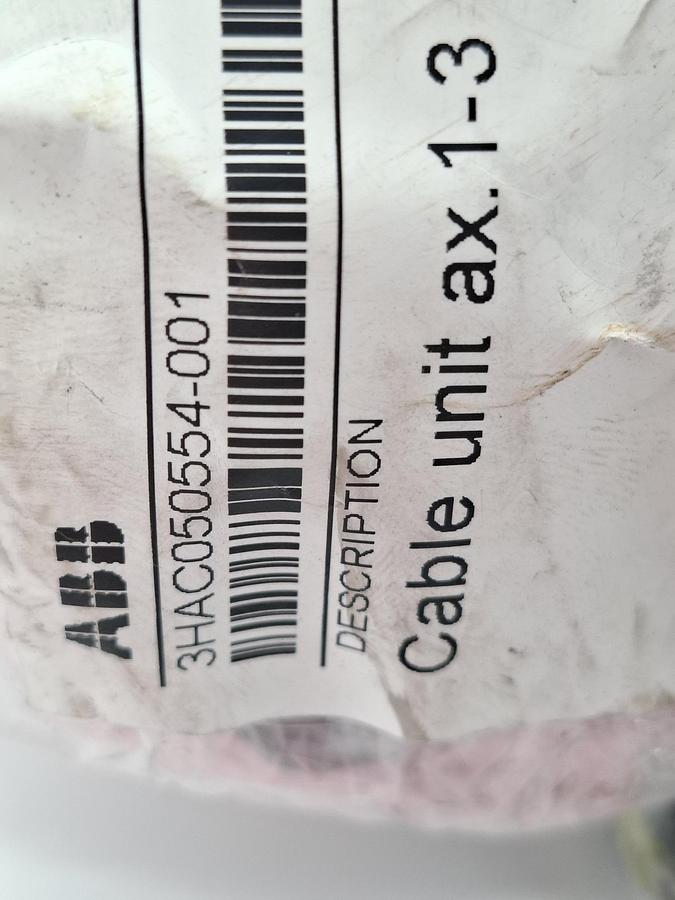 ABB
3HAC050554-001
DESCRIPTION
Cable unit ax.1-3